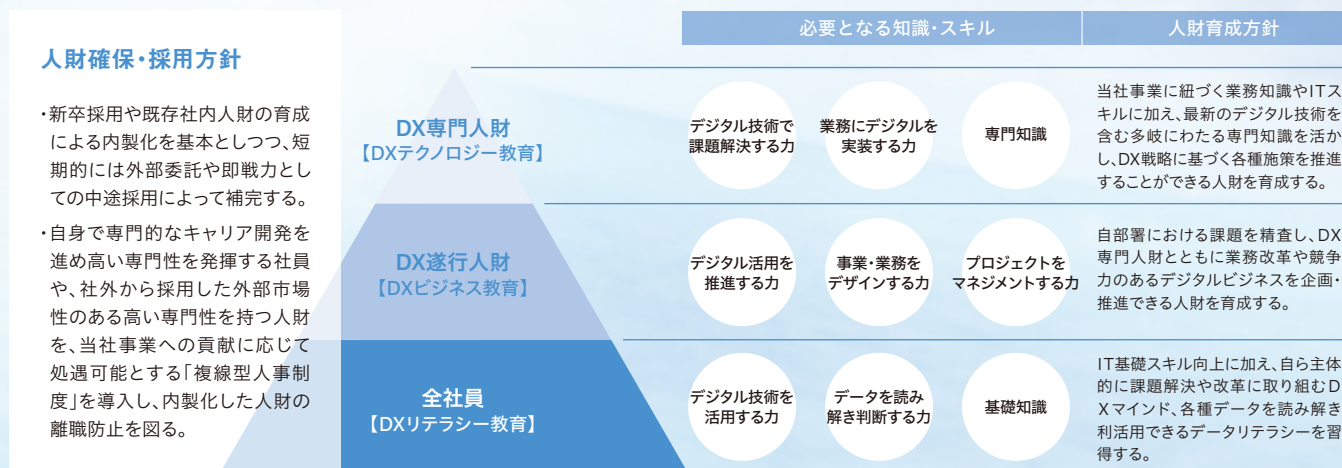 人財確保・採用方針
・新卒採用や既存社内人財の育成
による内製化を基本としつつ、短
期的には外部委託や即戦力とし
ての中途採用によって補完する。
・自身で専門的なキャリア開発を
進め高い専門性を発揮する社員
や、社外から採用した外部市場
性のある高い専門性を持つ人財
を、当社事業への貢献に応じて
処遇可能とする「複線型人事制
度」を導入し、内製化した人財の
離職防止を図る。
必要となる知識・スキル
人財育成方針
DX専門人財
【DXテクノロジー教育】
デジタル技術で
課題解決する力
業務にデジタルを
実装する力
専門知識
当社事業に紐づく業務知識やITス
キルに加え、最新のデジタル技術を
含む多岐にわたる専門知識を活か
し、DX戦略に基づく各種施策を推進
することができる人財を育成する。
DX遂行人財
【DXビジネス教育】
デジタル活用を
推進する力
事業・業務を
デザインする力
プロジェクトを
マネジメントする力
自部署における課題を精査し、DX
専門人財とともに業務改革や競争
力のあるデジタルビジネスを企画・
推進できる人財を育成する。
全社員
【DXリテラシー教育】
デジタル技術を
活用する力
データを読み
解き判断する力
基礎知識
IT基礎スキル向上に加え、自ら主体
的に課題解決や改革に取り組むD
Xマインド、各種データを読み解き
利活用できるデータリテラシーを習
得する。